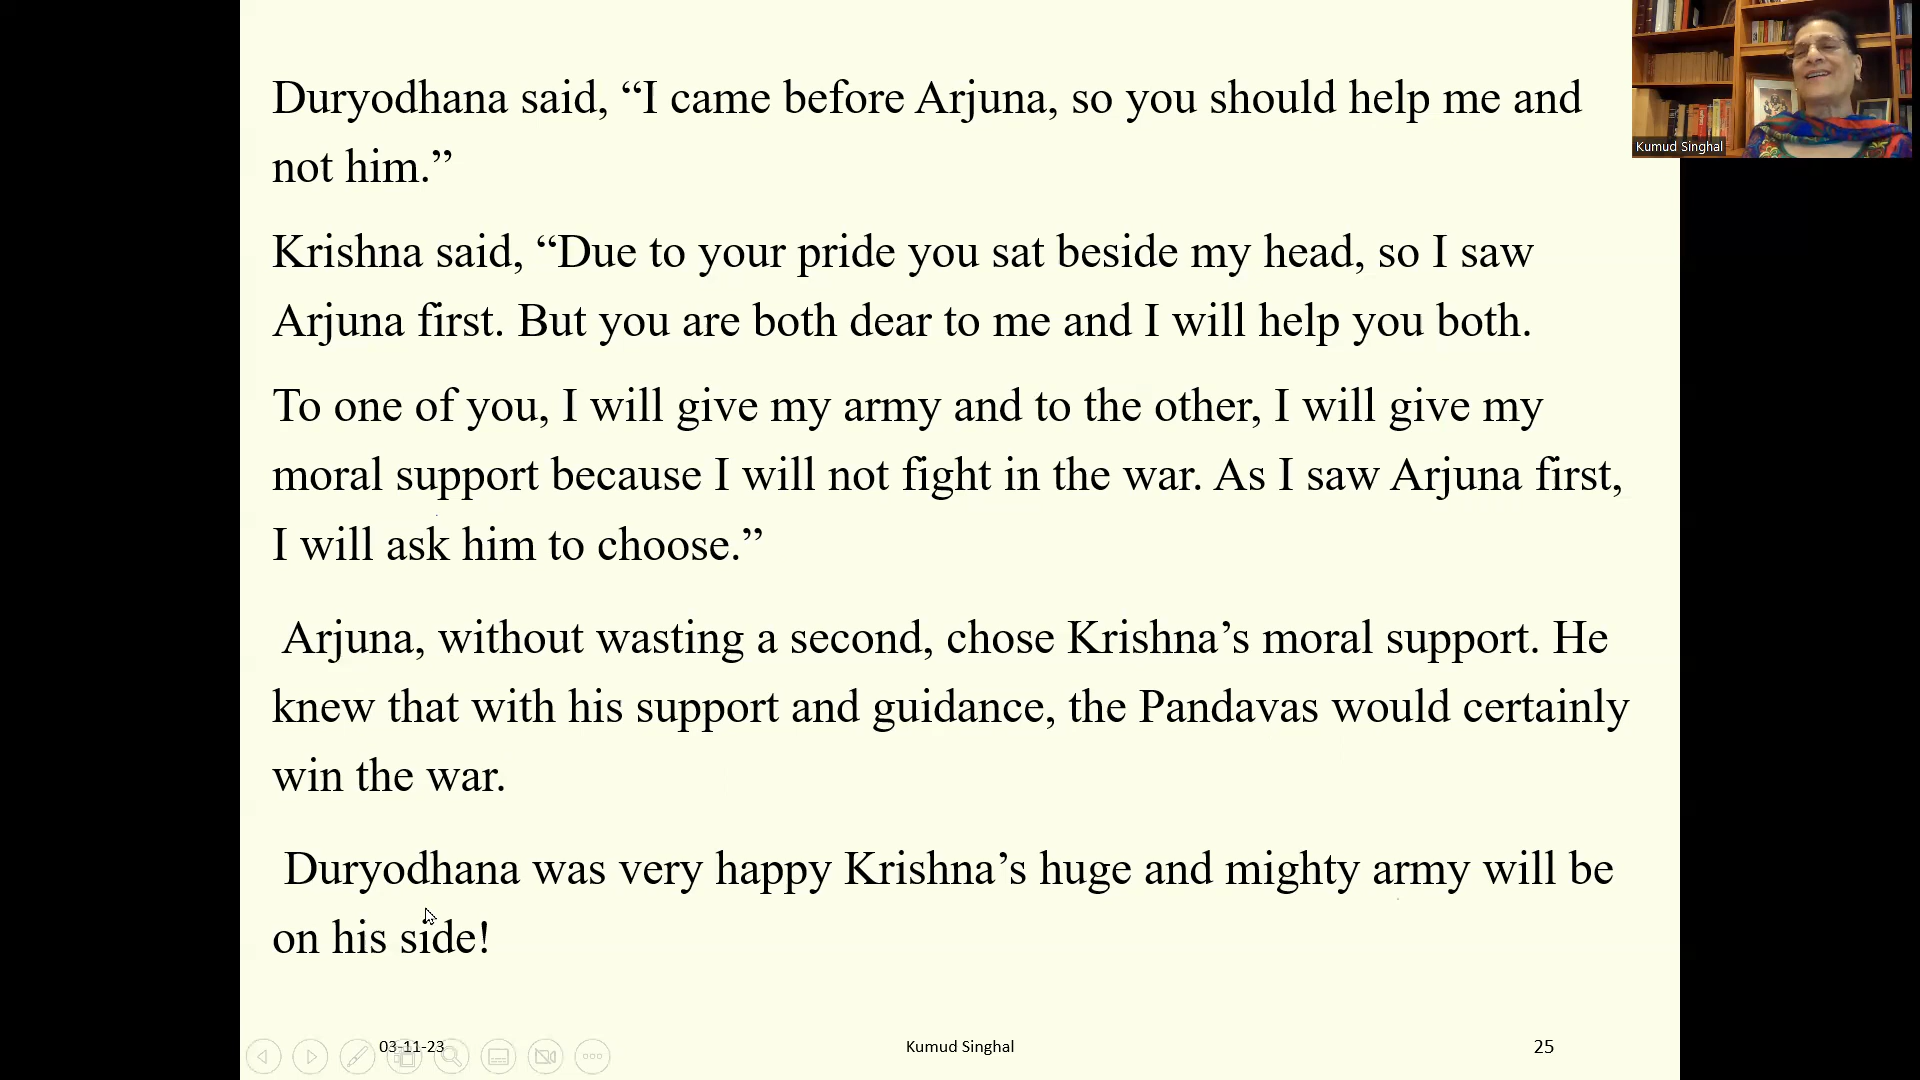 Duryodhana said, “I came before Arjuna, so you should help me and
not him.”
Krishna said, “Due to your pride you sat beside my head, so I saw
Arjuna first. But you are both dear to me and I will help you both.
To one of you, I will give my army and to the other, I will give my
moral support because I will not fight in the war. As I saw Arjuna first,
I will ask him to choose.”
Arjuna, without wasting a second, chose Krishna’s moral support. He
knew that with his support and guidance, the Pandavas would certainly
win the war.
Duryodhana was very happy Krishna’s huge and mighty army will be
on his side!
03-11-23
Kumud Singhal
25
Kumud Singhal